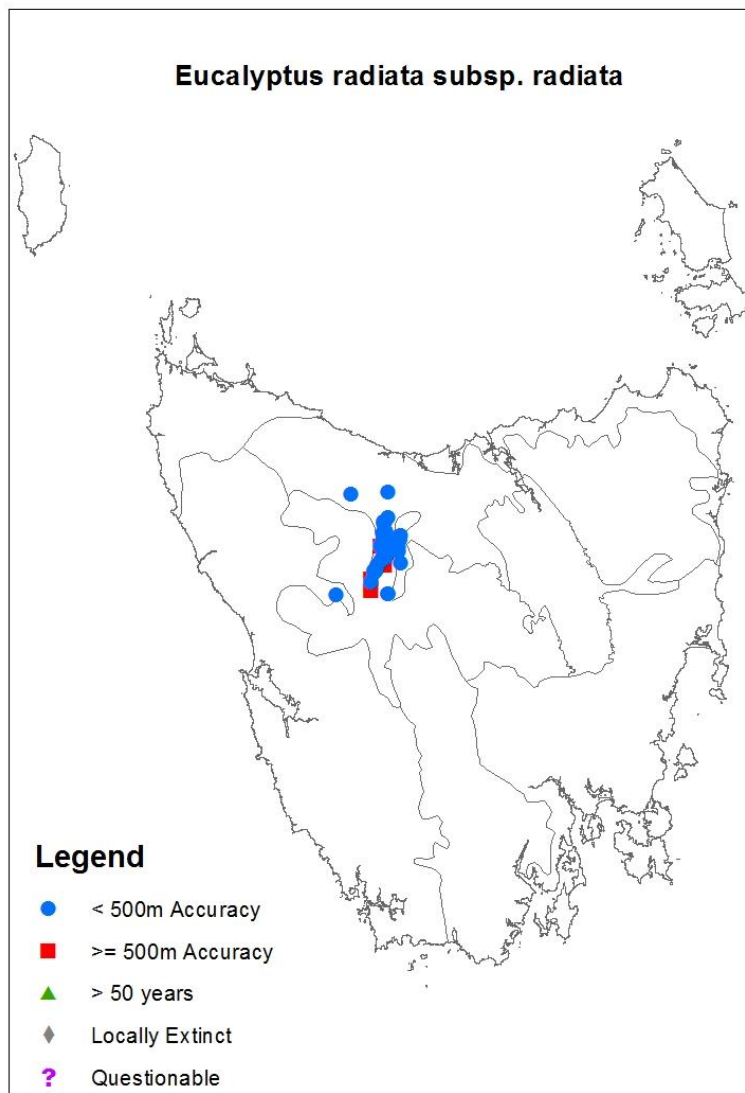 Eucalyptus radiata subsp. radiata
Legend
< 500m Accuracy
>= 500m Accuracy
> 50 years
Locally Extinct
? Questionable